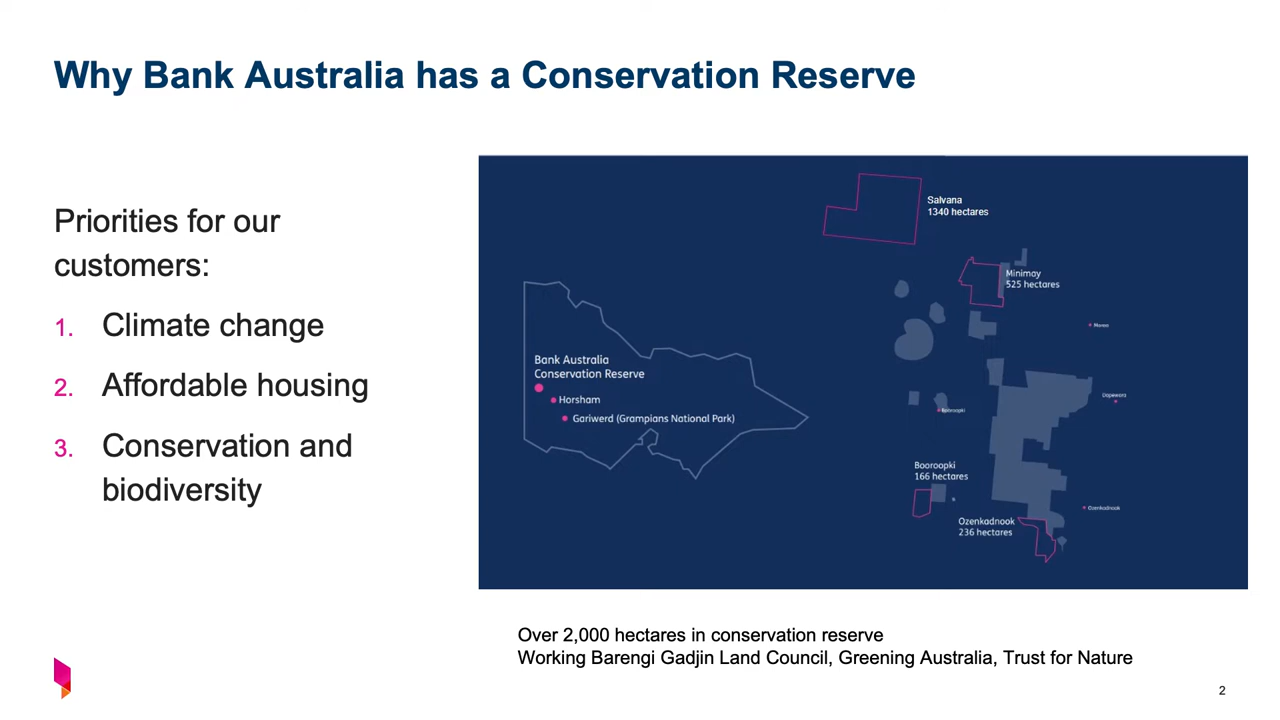 Why Bank Australia has a Conservation Reserve
Priorities for our
customers:
1. Climate change
2. Affordable housing
3. Conservation and
biodiversity
Salvana
1340 hectares
Minimay
525 hectares
Bank Australia
Conservation Reserve
Horsham
Gariwerd (Grampians National Park)
Booroopki
Booroopki
166 hectares
Ozenkadnook
236 hectares
Ozenkadnook
Over 2,000 hectares in conservation reserve
Working Barengi Gadjin Land Council, Greening Australia, Trust for Nature
2